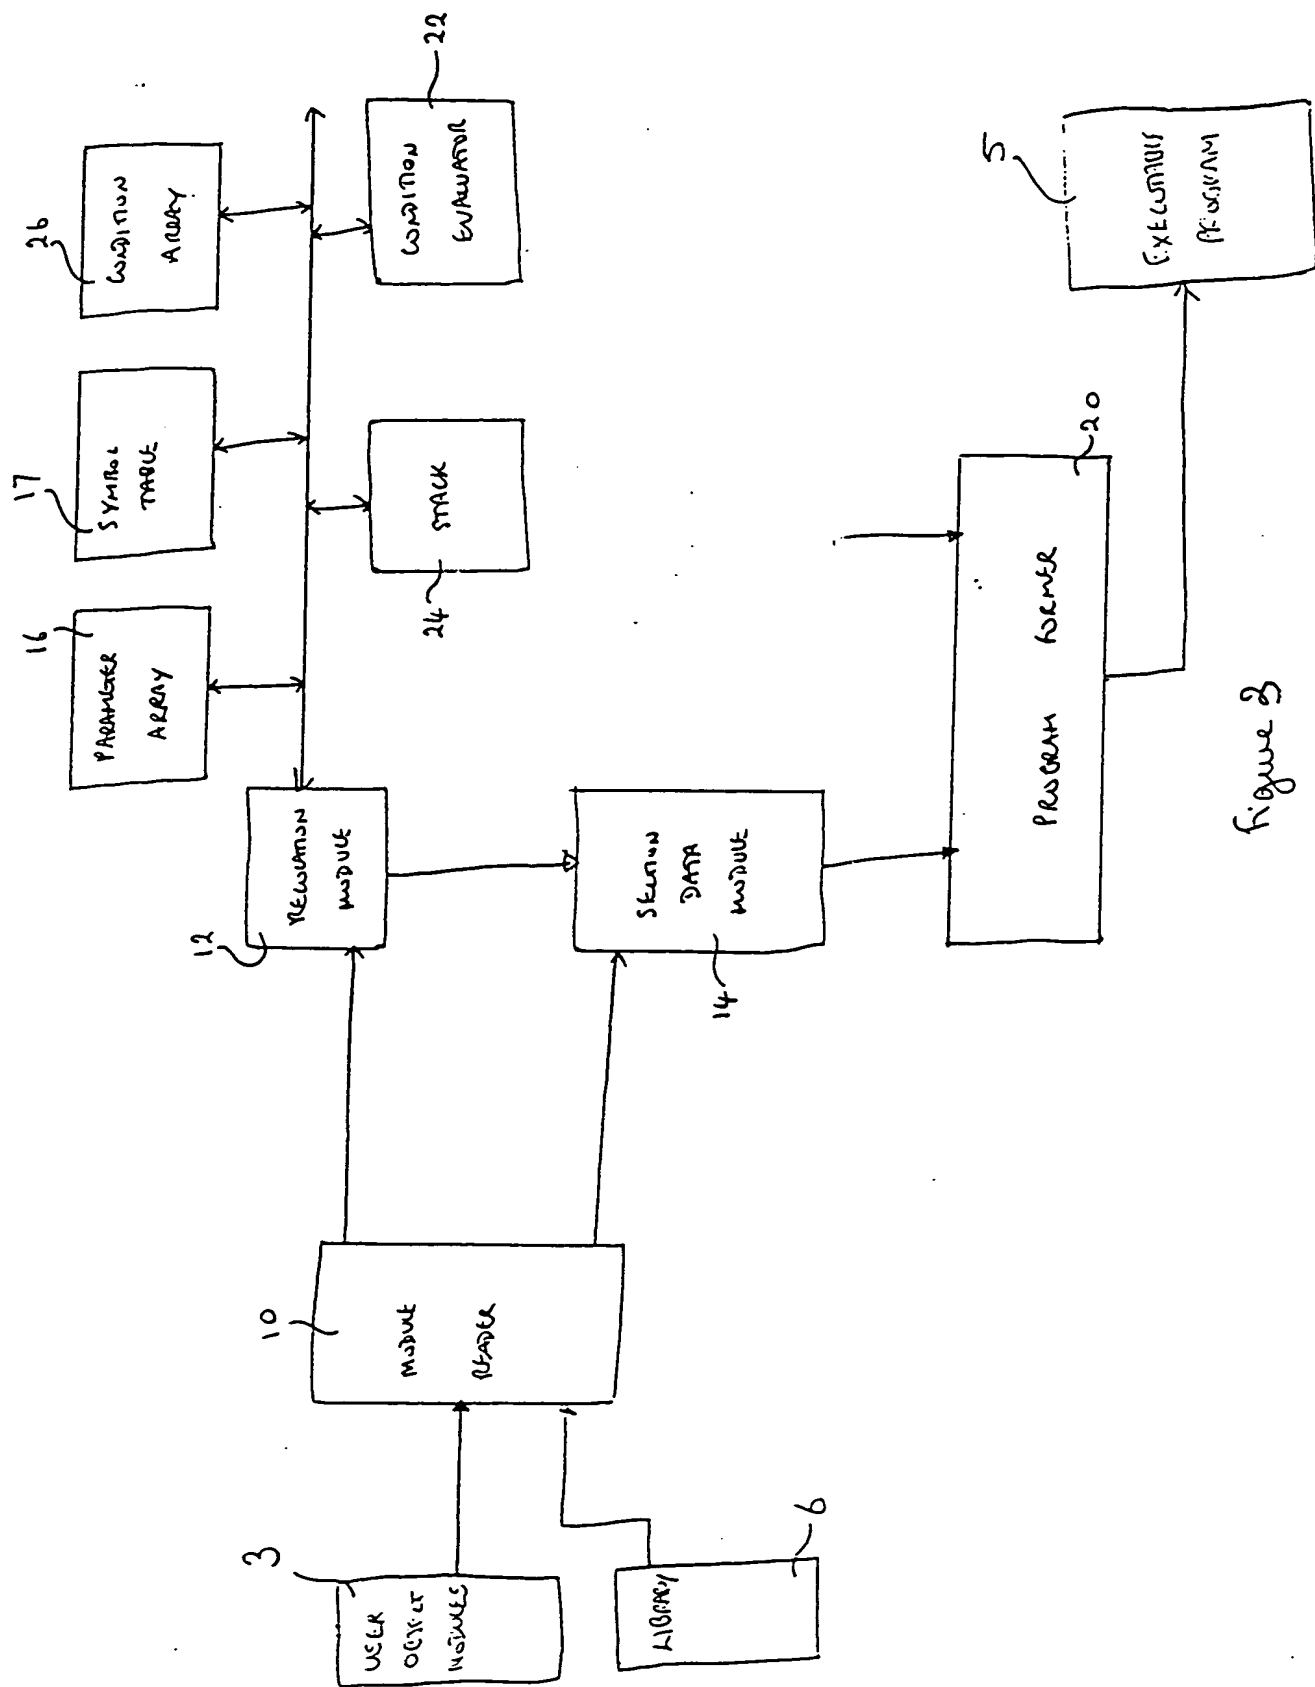 3
USER
OBJECT
MODULES
LIBRARY
6
10
MODULE
READER
12
RELOCATION
MODULE
SECTION
DATA
MODULE
14
16
PARAMETER
ARRAY
17
SYMBOL
TABLE
26
CONDITION
ARRAY
STACK
24
CONDITION
EVALUATOR
22
PROGRAM FORMER
20
5
EXECUTABLE
PROGRAM
Figure 3